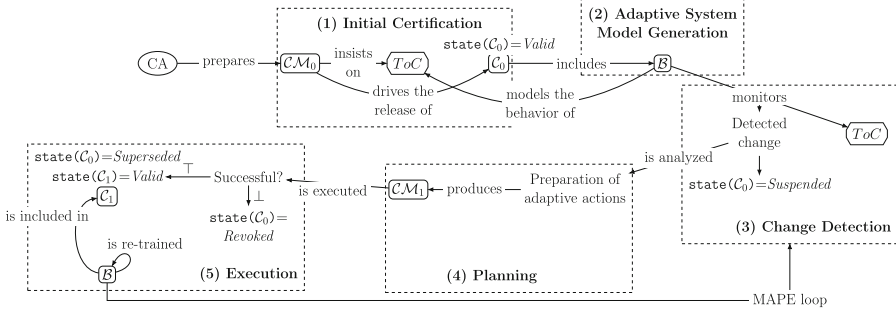 (1) Initial Certification
CA
prepares
𝒞ℳ₀
insists
on
ToC
state(𝒞₀)=Valid
𝒞₀
drives the
release of
includes
models the
behavior of
(2) Adaptive System
Model Generation
ℬ
monitors
Detected
change
ToC
state(𝒞₀)=Suspended
(3) Change Detection
is analyzed
Preparation of
adaptive actions
produces
𝒞ℳ₁
(4) Planning
is executed
state(𝒞₀)=Superseded
⊤
state(𝒞₁)=Valid
Successful?
𝒞₁
⊥
state(𝒞₀)=
Revoked
is included in
is re-trained
ℬ
(5) Execution
MAPE loop